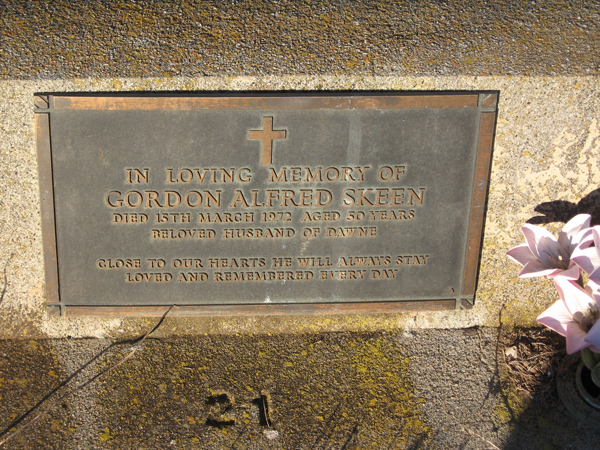 IN LOVING MEMORY OF
GORDON ALFRED SKEEN
DIED 15TH MARCH 1972 AGED 50 YEARS
BELOVED HUSBAND OF DAWNE
CLOSE TO OUR HEARTS HE WILL ALWAYS STAY
LOVED AND REMEMBERED EVERY DAY
21